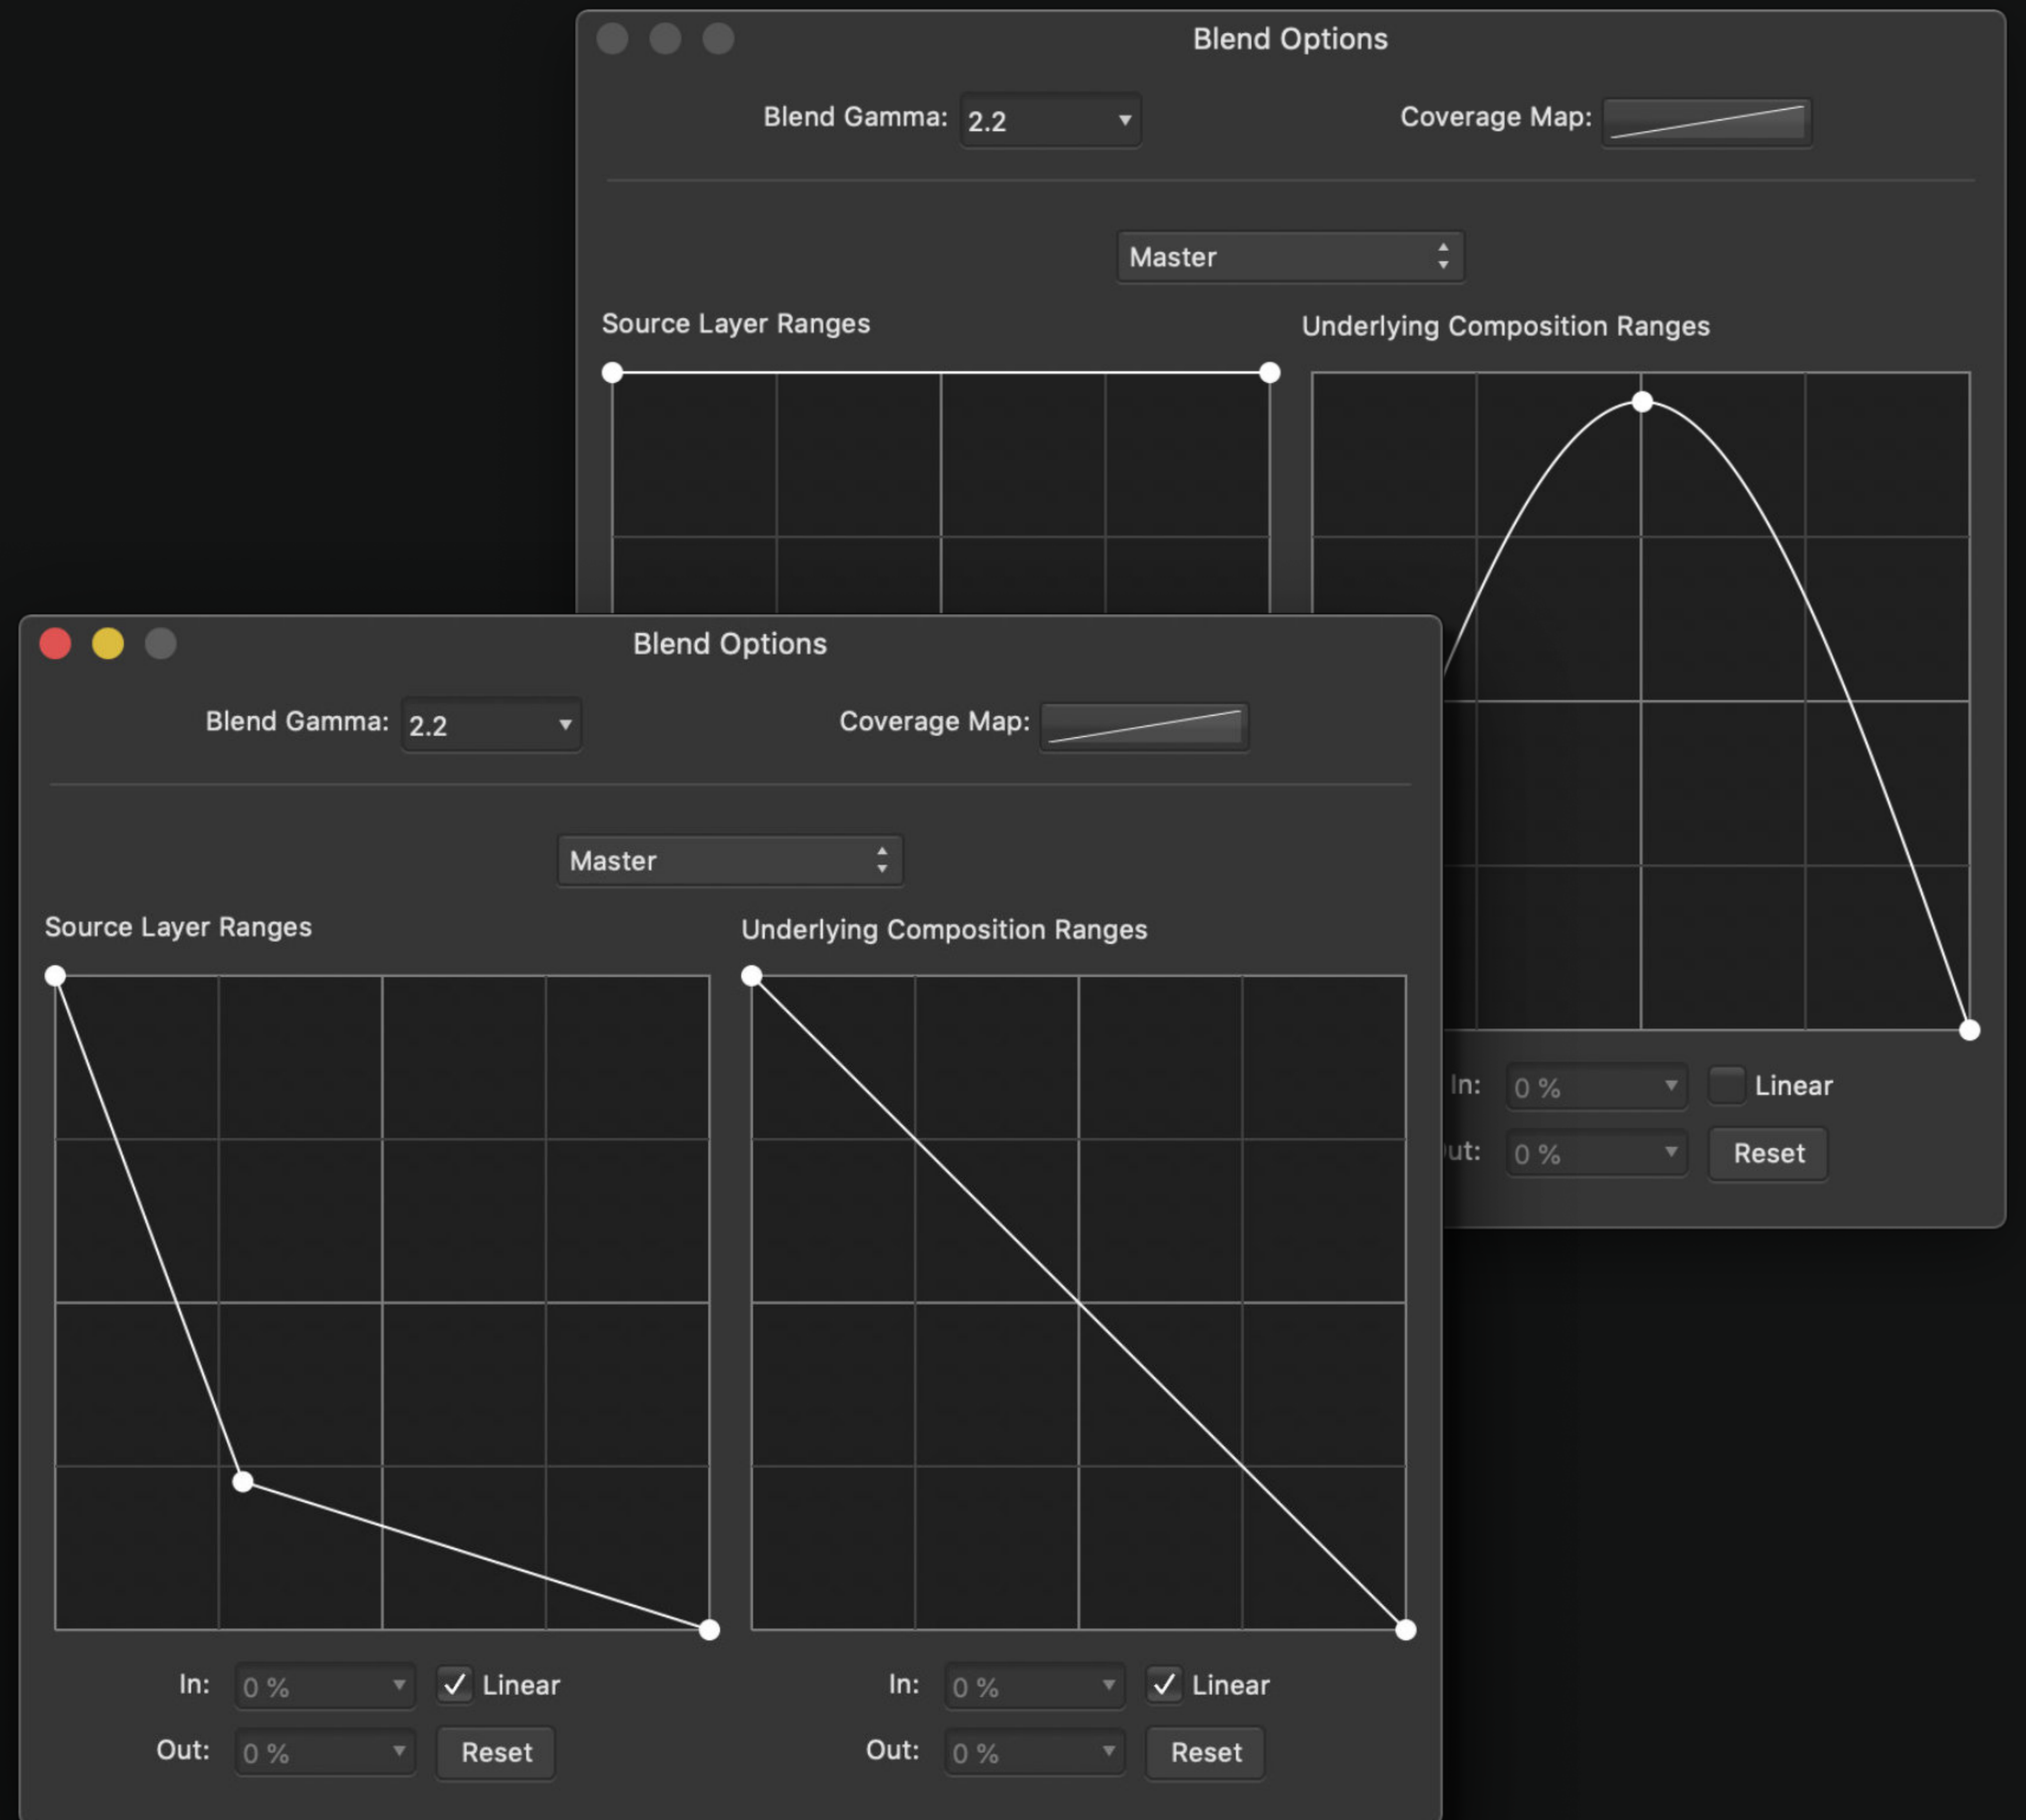 Blend Options
Blend Gamma: 2.2 Coverage Map:
Master
Source Layer Ranges Underlying Composition Ranges
In: 0 % Linear
ut: 0 % Reset
Blend Options
Blend Gamma: 2.2 Coverage Map:
Master
Source Layer Ranges Underlying Composition Ranges
In: 0 % Linear In: 0 % Linear
Out: 0 % Reset Out: 0 % Reset